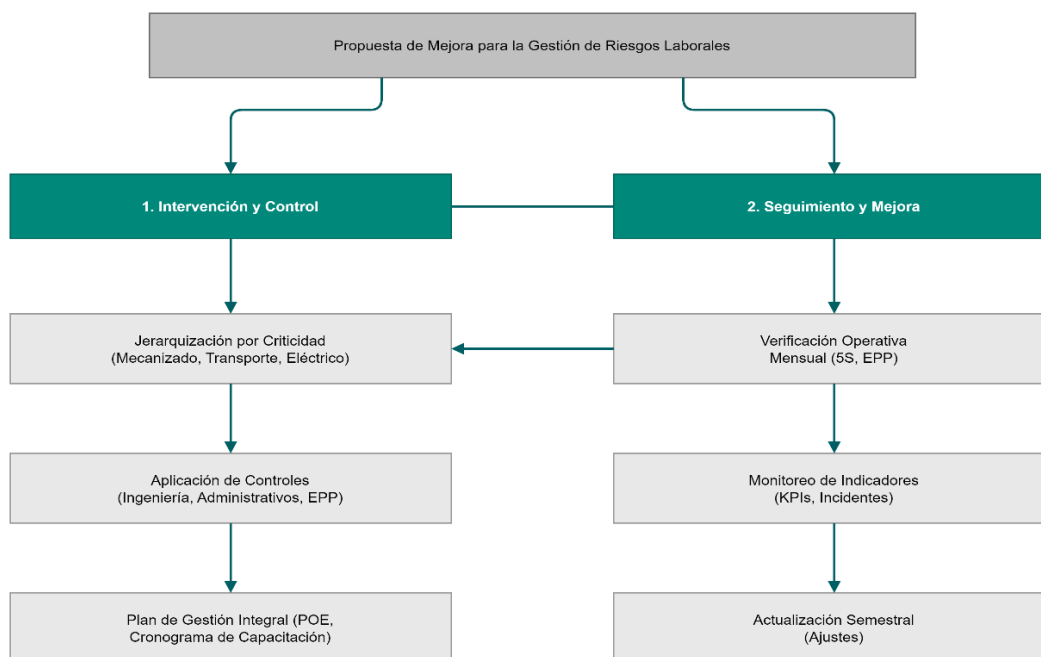 Propuesta de Mejora para la Gestión de Riesgos Laborales
1. Intervención y Control
2. Seguimiento y Mejora
Jerarquización por Criticidad
(Mecanizado, Transporte, Eléctrico)
Verificación Operativa
Mensual (5S, EPP)
Aplicación de Controles
(Ingeniería, Administrativos, EPP)
Monitoreo de Indicadores
(KPIs, Incidentes)
Plan de Gestión Integral (POE,
Cronograma de Capacitación)
Actualización Semestral
(Ajustes)